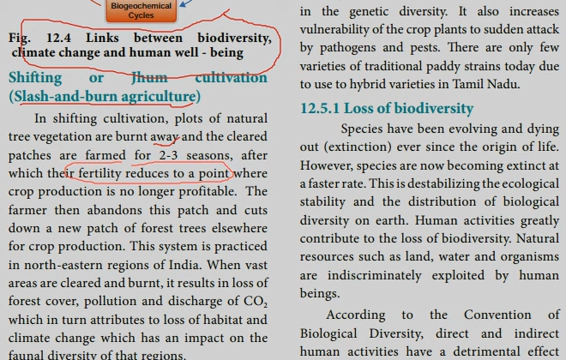 Biogeochemical
Cycles
Fig. 12.4 Links between biodiversity,
climate change and human well - being
Shifting or Jhum cultivation
(Slash-and-burn agriculture)
In shifting cultivation, plots of natural
tree vegetation are burnt away and the cleared
patches are farmed for 2-3 seasons, after
which their fertility reduces to a point where
crop production is no longer profitable. The
farmer then abandons this patch and cuts
down a new patch of forest trees elsewhere
for crop production. This system is practiced
in north-eastern regions of India. When vast
areas are cleared and burnt, it results in loss of
forest cover, pollution and discharge of CO₂
which in turn attributes to loss of habitat and
climate change which has an impact on the
faunal diversity of that regions.
in the genetic diversity. It also increases
vulnerability of the crop plants to sudden attack
by pathogens and pests. There are only few
varieties of traditional paddy strains today due
to use to hybrid varieties in Tamil Nadu.
12.5.1 Loss of biodiversity
Species have been evolving and dying
out (extinction) ever since the origin of life.
However, species are now becoming extinct at
a faster rate. This is destabilizing the ecological
stability and the distribution of biological
diversity on earth. Human activities greatly
contribute to the loss of biodiversity. Natural
resources such as land, water and organisms
are indiscriminately exploited by human
beings.
According to the Convention of
Biological Diversity, direct and indirect
human activities have a detrimental effect